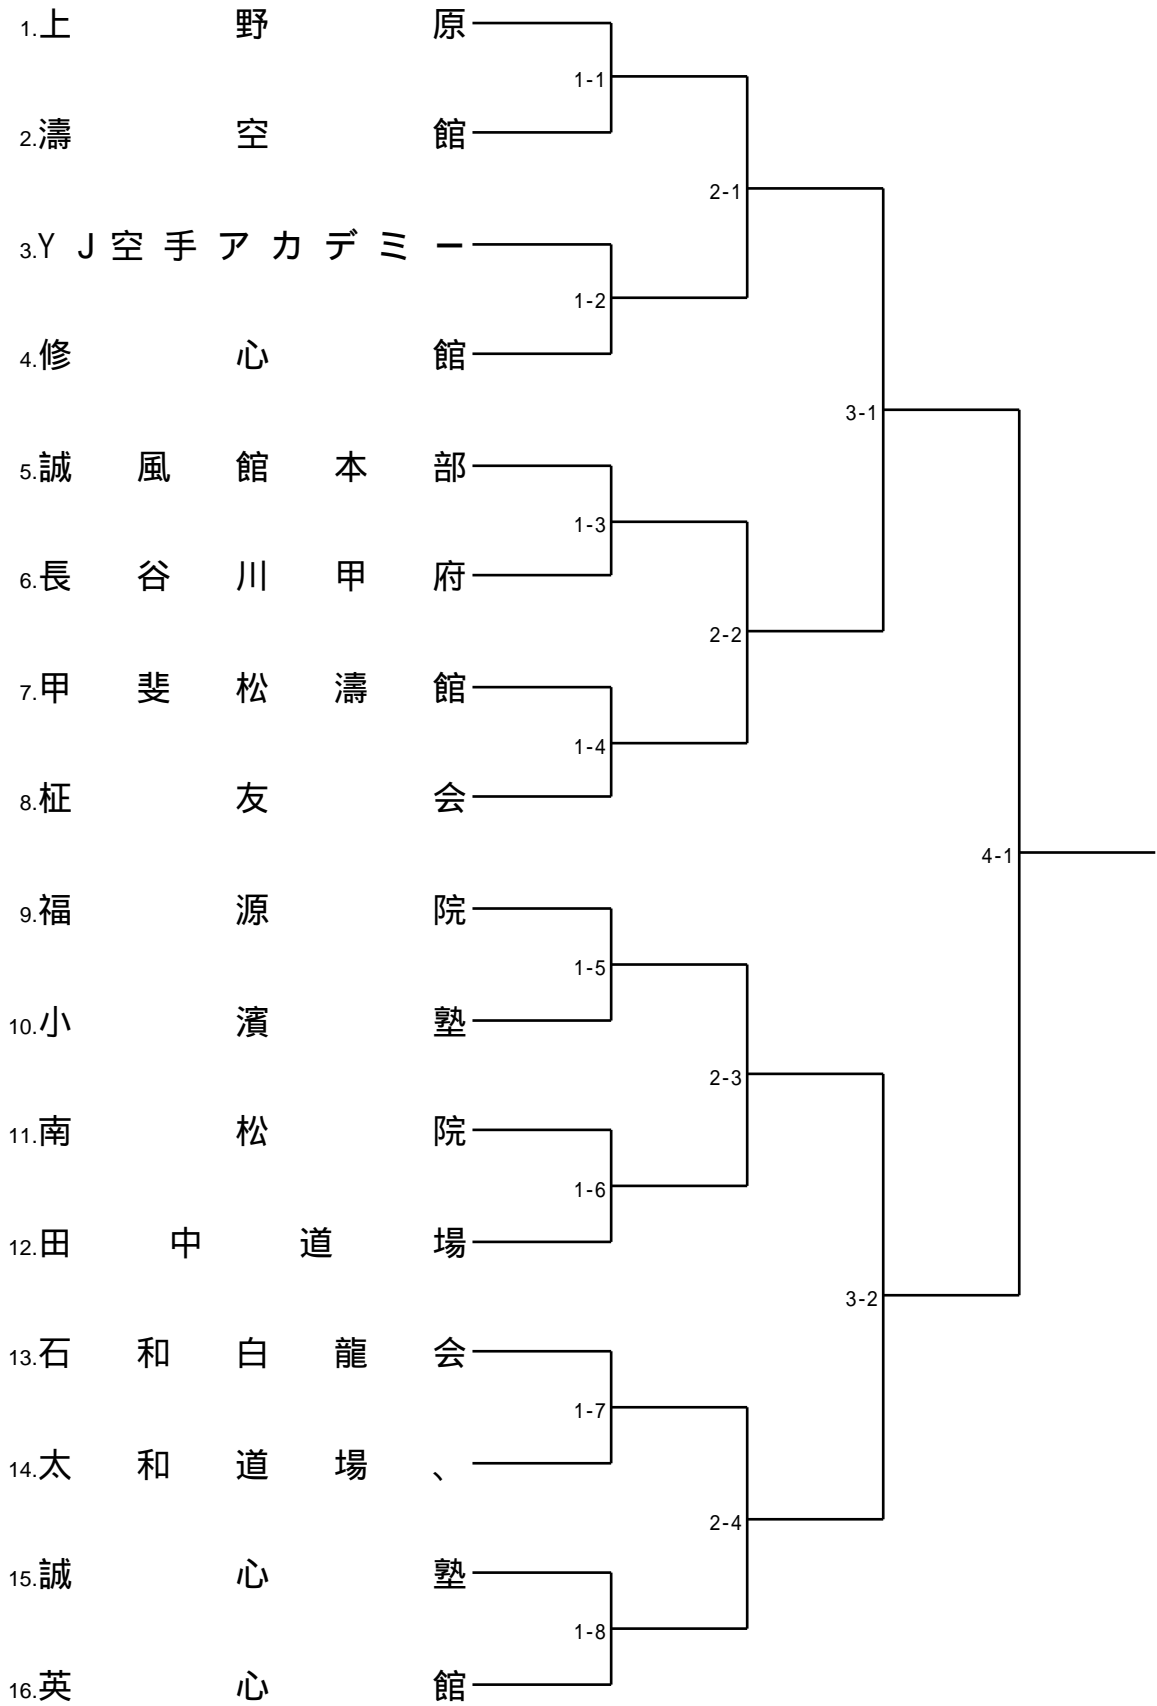 1.上野原
1-1
2.濤空館
2-1
3.YJ空手アカデミー
1-2
4.修心館
3-1
5.誠風館本部
1-3
6.長谷川甲府
2-2
7.甲斐松濤館
1-4
8.柾友会
4-1
9.福源院
1-5
10.小濱塾
2-3
11.南松院
1-6
12.田中道場
3-2
13.石和白龍会
1-7
14.太和道場、
2-4
15.誠心塾
1-8
16.英心館